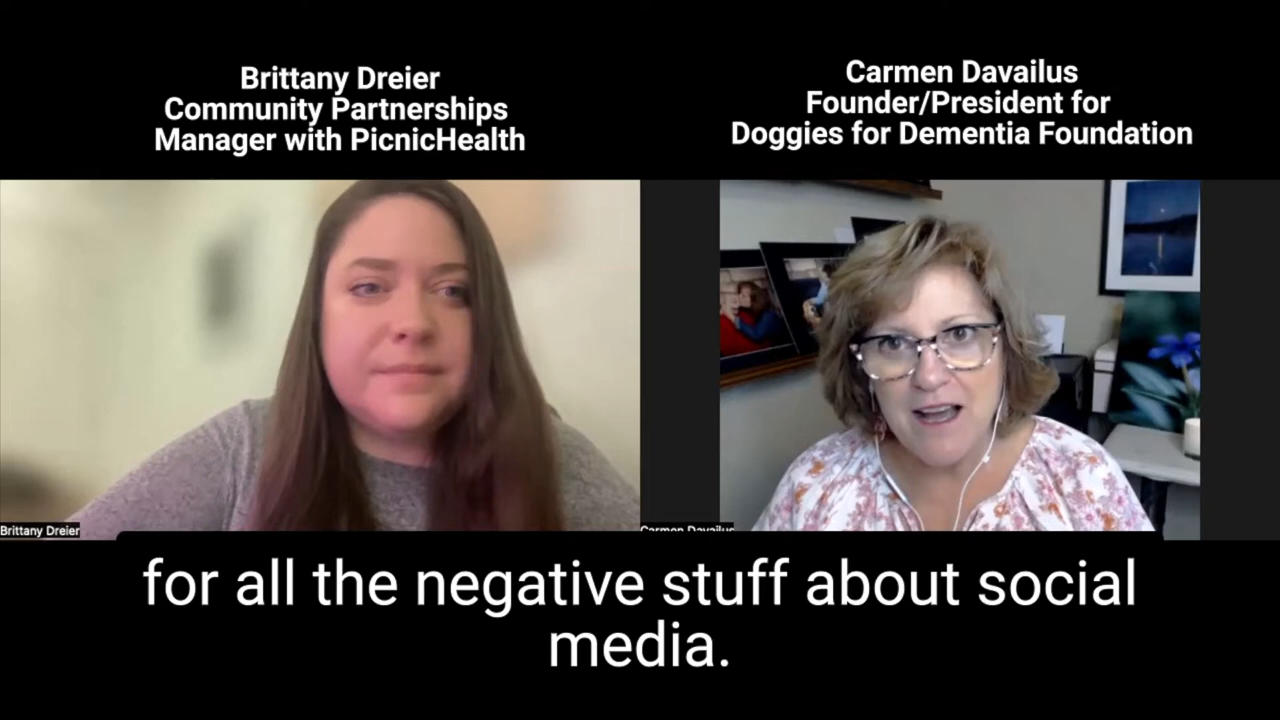 Brittany Dreier
Community Partnerships
Manager with PicnicHealth
Carmen Davailus
Founder/President for
Doggies for Dementia Foundation
Brittany Dreier
Carmen Davailus
for all the negative stuff about social
media.